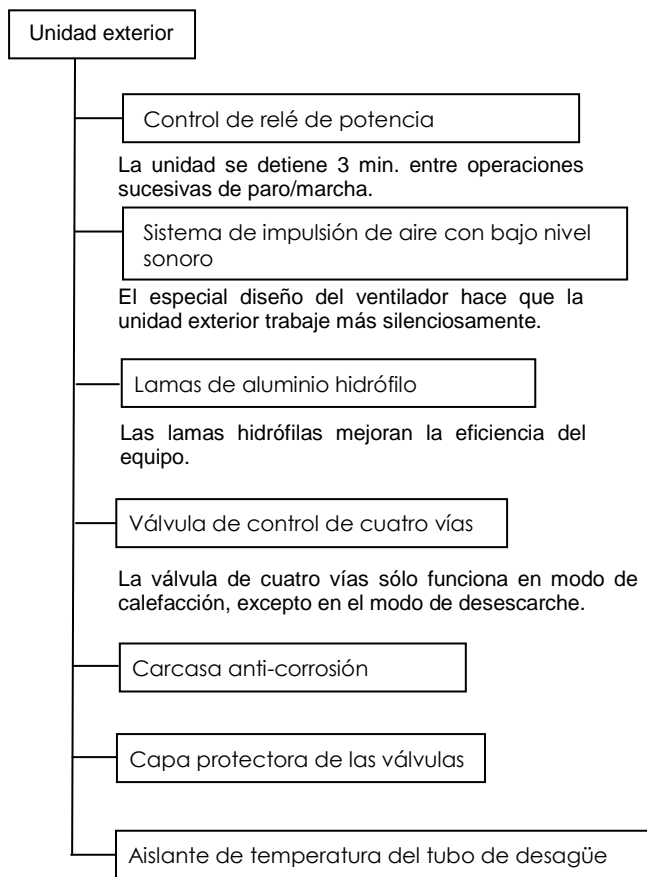 Unidad exterior
Control de relé de potencia
La unidad se detiene 3 min. entre operaciones
sucesivas de paro/marcha.
Sistema de impulsión de aire con bajo nivel
sonoro
El especial diseño del ventilador hace que la
unidad exterior trabaje más silenciosamente.
Lamas de aluminio hidrófilo
Las lamas hidrófilas mejoran la eficiencia del
equipo.
Válvula de control de cuatro vías
La válvula de cuatro vías sólo funciona en modo de
calefacción, excepto en el modo de desescarche.
Carcasa anti-corrosión
Capa protectora de las válvulas
Aislante de temperatura del tubo de desagüe